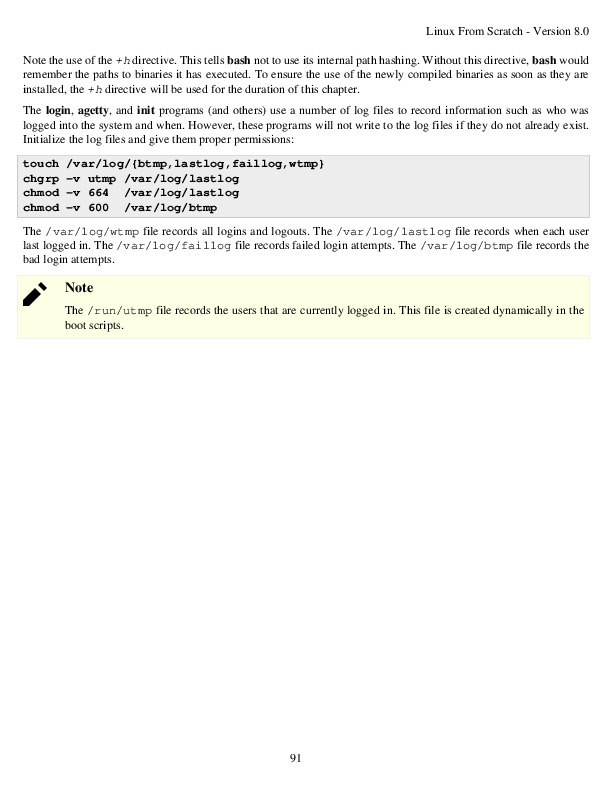 Linux From Scratch - Version 8.0
Note the use of the +h directive. This tells bash not to use its internal path hashing. Without this directive, bash would
remember the paths to binaries it has executed. To ensure the use of the newly compiled binaries as soon as they are
installed, the +h directive will be used for the duration of this chapter.
The login, agetty, and init programs (and others) use a number of log files to record information such as who was
logged into the system and when. However, these programs will not write to the log files if they do not already exist.
Initialize the log files and give them proper permissions:
touch /var/log/{btmp,lastlog,faillog,wtmp}
chgrp -v utmp /var/log/lastlog
chmod -v 664  /var/log/lastlog
chmod -v 600  /var/log/btmp
The /var/log/wtmp file records all logins and logouts. The /var/log/lastlog file records when each user
last logged in. The /var/log/faillog file records failed login attempts. The /var/log/btmp file records the
bad login attempts.
Note
The /run/utmp file records the users that are currently logged in. This file is created dynamically in the
boot scripts.
91